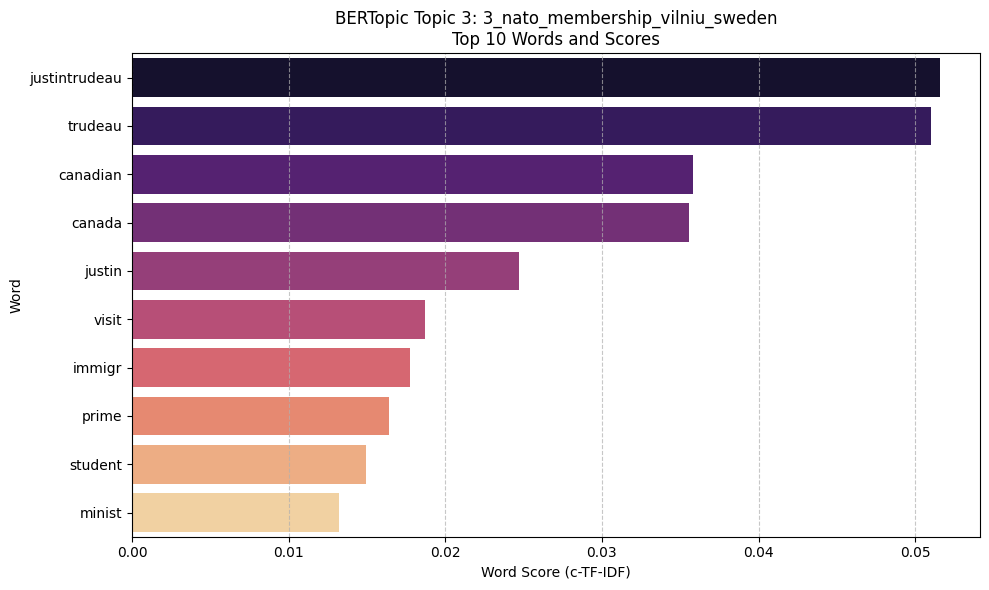 BERTopic Topic 3: 3_nato_membership_vilniu_sweden
Top 10 Words and Scores
Word
justintrudeau
trudeau
canadian
canada
justin
visit
immigr
prime
student
minist
0.00 0.01 0.02 0.03 0.04 0.05
Word Score (c-TF-IDF)